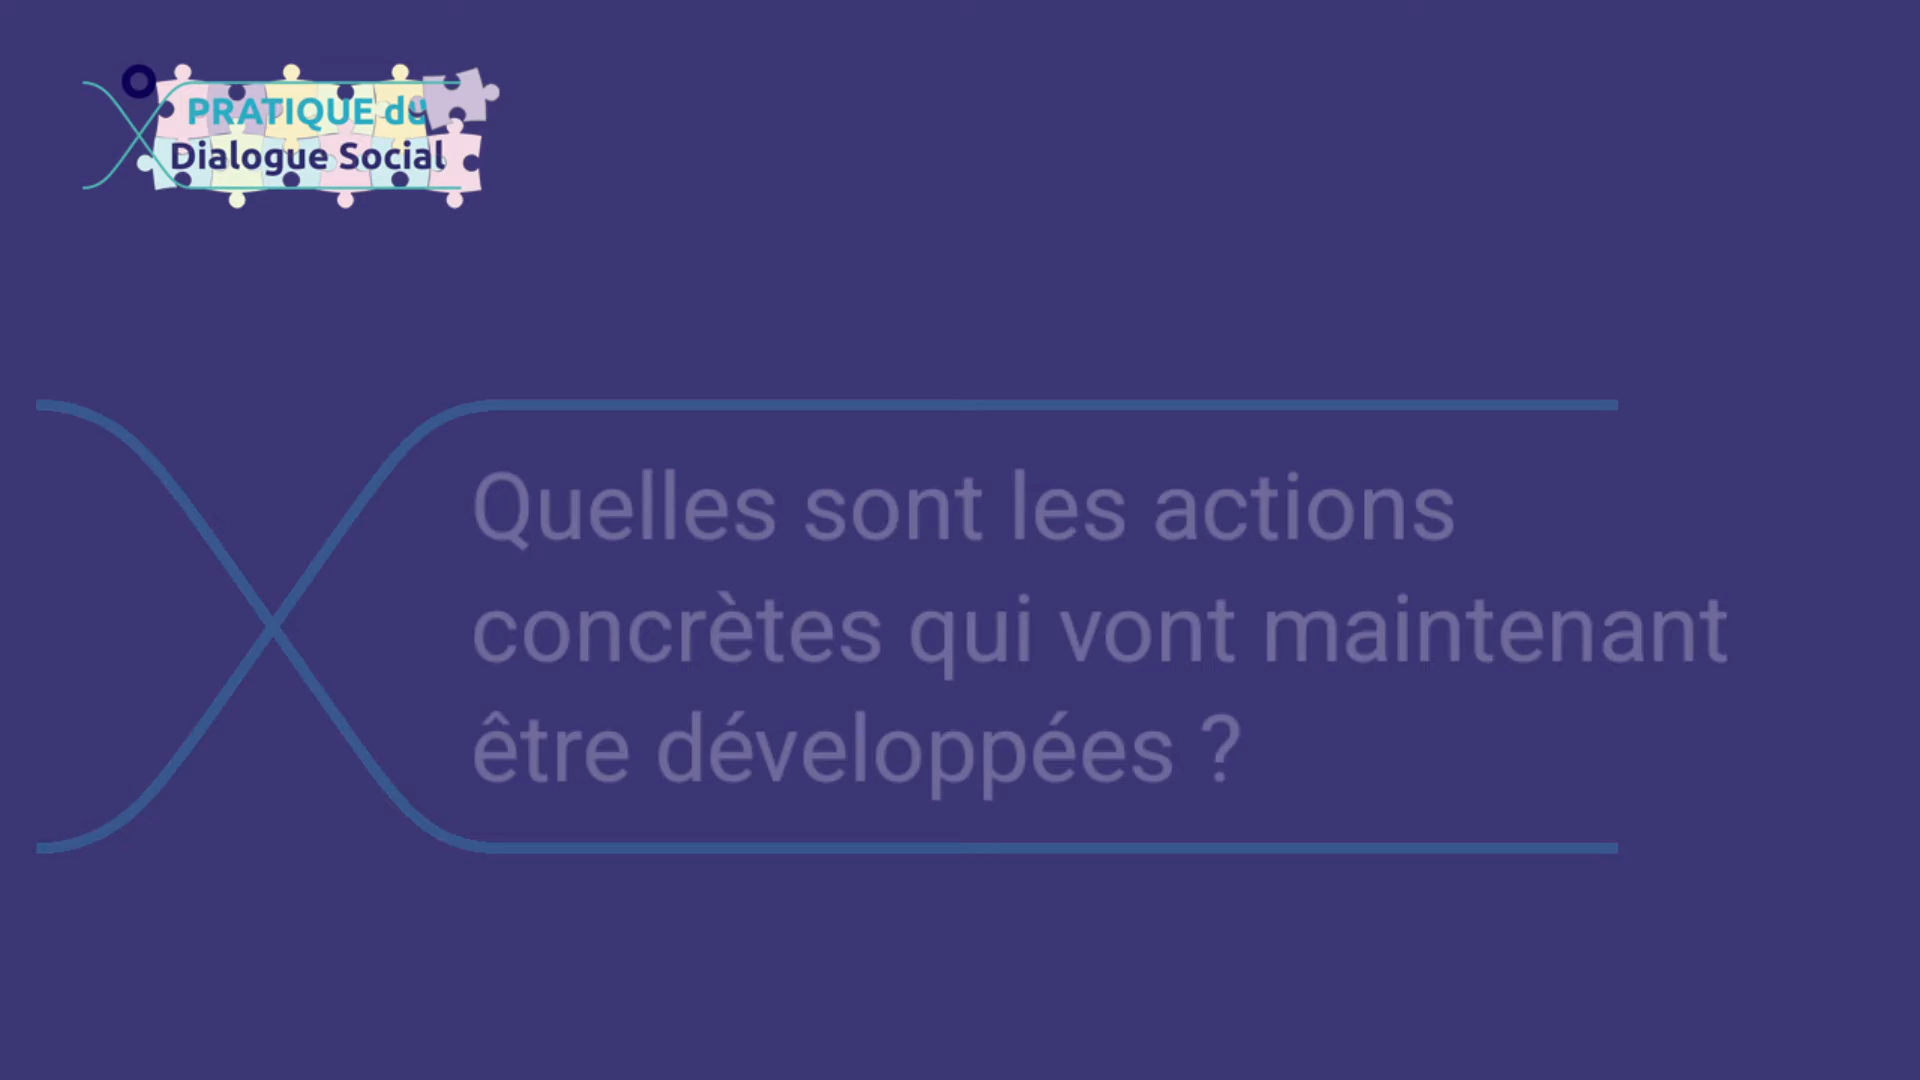 PRATIQUE du
Dialogue Social
Quelles sont les actions
concrètes qui vont maintenant
être développées ?